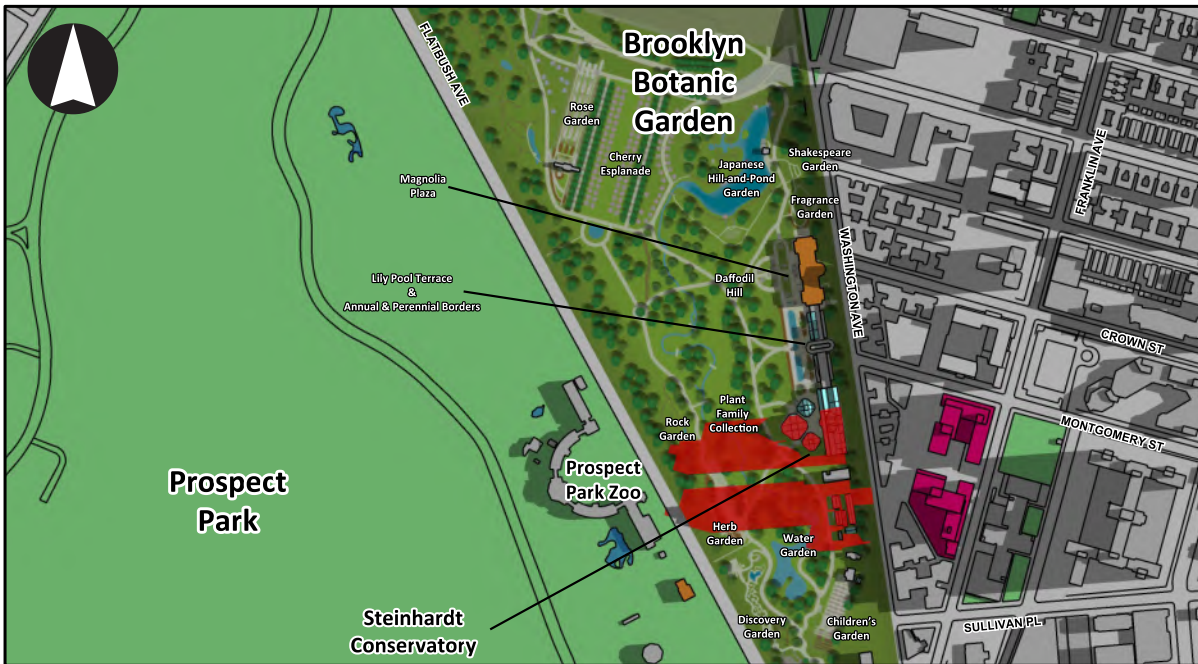 FLATBUSH AVE
Brooklyn
Botanic
Garden
Rose
Garden
Cherry
Esplanade
Japanese
Hill-and-Pond
Garden
Shakespeare
Garden
Fragrance
Garden
FRANKLIN AVE
Magnolia
Plaza
WASHINGTON AVE
Lily Pool Terrace
&
Annual & Perennial Borders
Daffodil
Hill
CROWN ST
MONTGOMERY ST
Plant
Family
Collection
Rock
Garden
Prospect
Park
Prospect
Park Zoo
Herb
Garden
Water
Garden
Steinhardt
Conservatory
Discovery
Garden
Children's
Garden
SULLIVAN PL